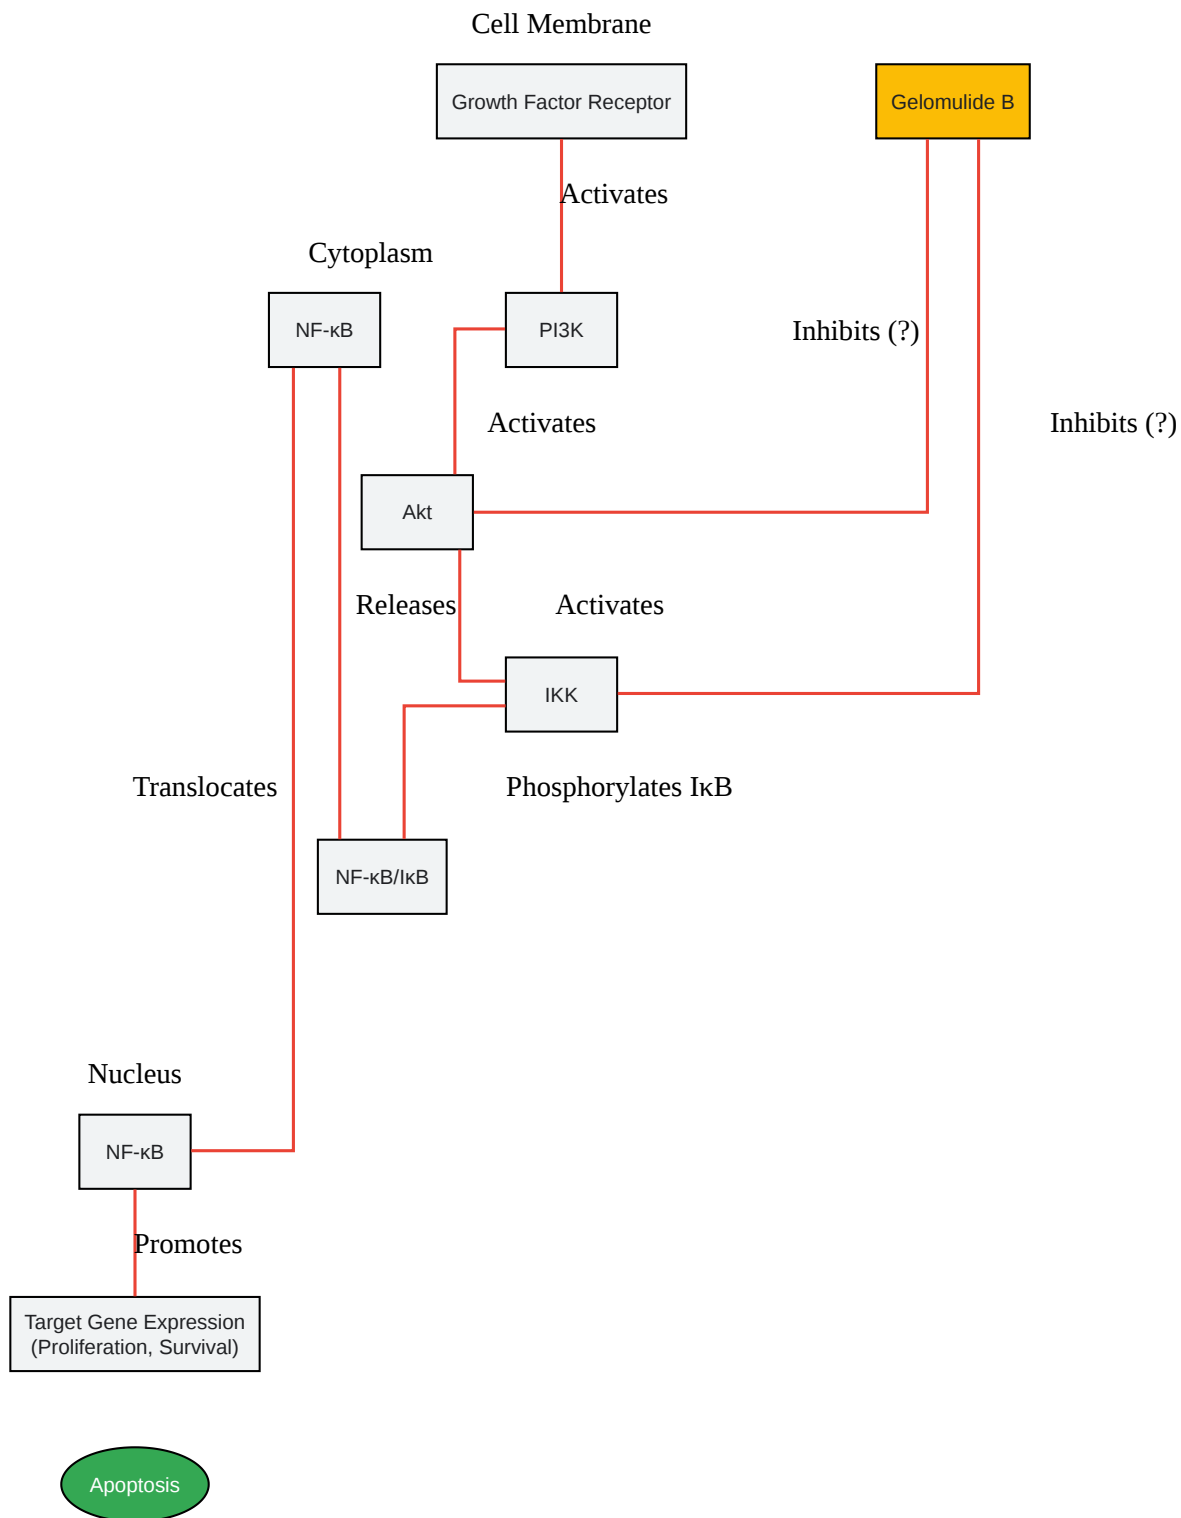 Cell Membrane
Growth Factor Receptor
Gelomulide B
Activates
Cytoplasm
NF-κB
PI3K
Inhibits (?)
Activates
Inhibits (?)
Akt
Releases
Activates
IKK
Translocates
Phosphorylates IκB
NF-κB/IκB
Nucleus
NF-κB
Promotes
Target Gene Expression
(Proliferation, Survival)
Apoptosis